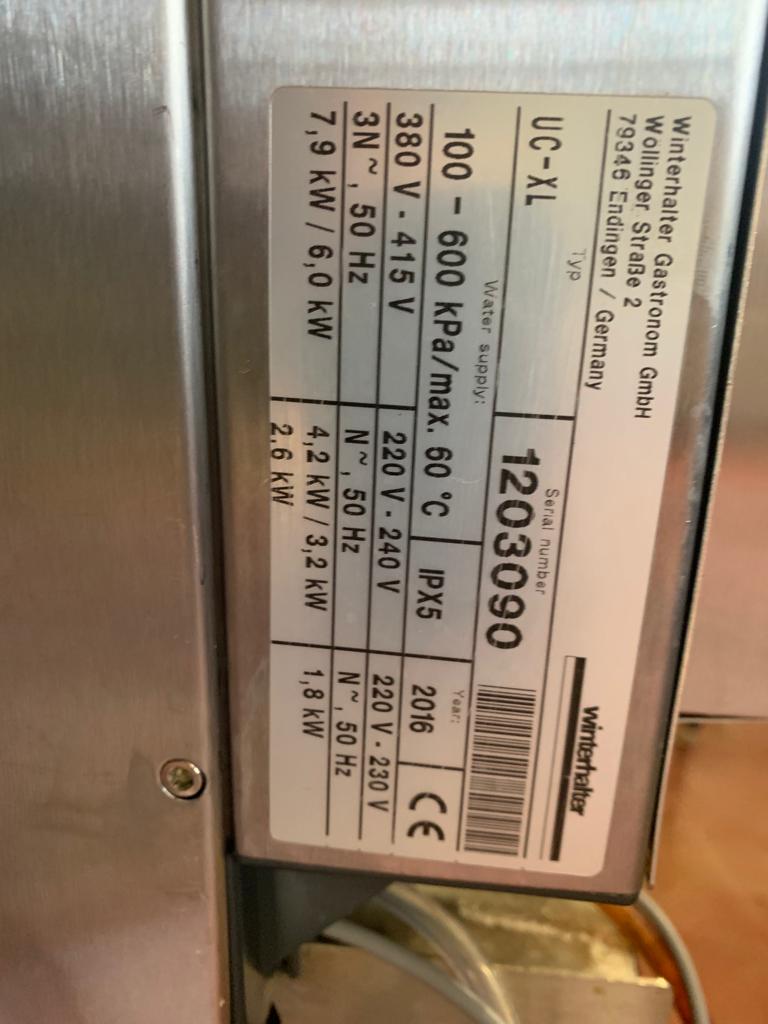 Winterhalter Gastronom GmbH
Wöllinger Straße 2
79346 Endingen / Germany
winterhalter
Typ
Serial number
UC-XL
1203090
Water supply:
Year:
100 – 600 kPa/max. 60 °C
IPX5
2016
CE
380 V - 415 V
220 V - 240 V
220 V - 230 V
3N ~, 50 Hz
N ~, 50 Hz
N ~, 50 Hz
7,9 kW / 6,0 kW
4,2 kW / 3,2 kW
1,8 kW
2,6 kW